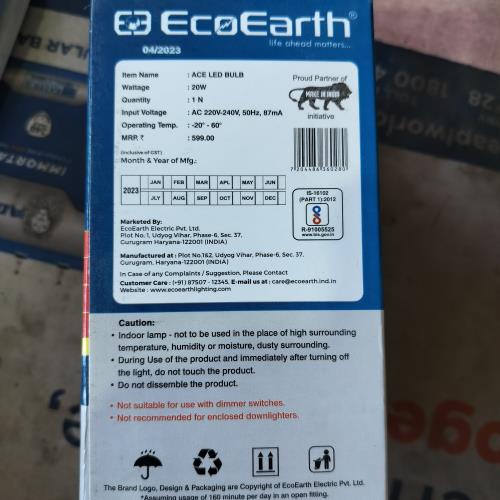 EcoEarth®
life ahead matters...
04/2023
Item Name : ACE LED BULB
Wattage : 20W
Quantity : 1 N
Input Voltage : AC 220V-240V, 50Hz, 87mA
Operating Temp. : -20° - 60°
MRP. ₹ : 599.00
(Inclusive of GST)
Month & Year of Mfg.:
Proud Partner of
MAKE IN INDIA
initiative
7204486360280
2023 JAN FEB MAR APL MAY JUN
JLY AUG SEP OCT NOV DEC
IS-16102
(PART 1):2012
R-91005525
www.bis.gov.in
Marketed By:
EcoEarth Electric Pvt. Ltd.
Plot No. 1, Udyog Vihar, Phase-6, Sec. 37,
Gurugram Haryana-122001 (INDIA)
Manufactured at: Plot No.1&2, Udyog Vihar, Phase-6, Sec. 37,
Gurugram, Haryana-122001 (INDIA)
In Case of any Complaints / Suggestion, Please Contact
Customer Care : (+91) 87507 - 12345, E-mail us at : care@ecoearth.ind.in
Website : www.ecoearthlighting.com
Caution:
• Indoor lamp - not to be used in the place of high surrounding
temperature, humidity or moisture, dusty surrounding.
• During Use of the product and immediately after turning off
the light, do not touch the product.
• Do not dissemble the product.
• Not suitable for use with dimmer switches.
• Not recommended for enclosed downlighters.
The Brand Logo, Design & Packaging are Copyright of EcoEarth Electric Pvt. Ltd.
*Assuming usage of 160 minute per day in an open fitting.